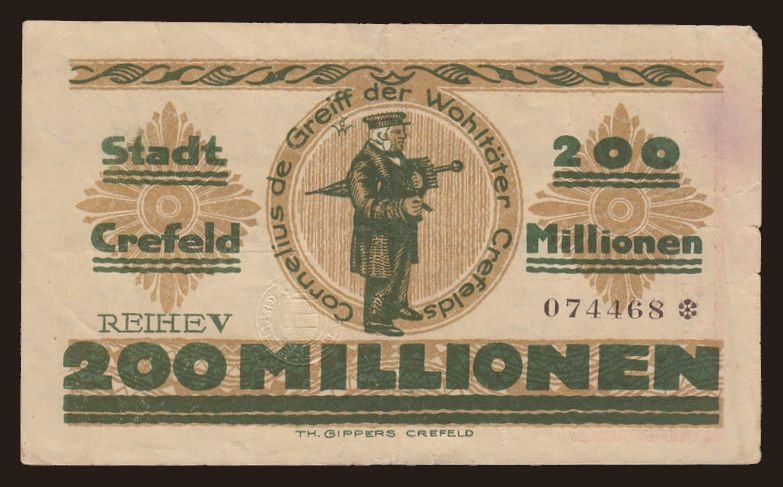 Stadt
Crefeld
Cornelius de Greiff der Wohltäter Crefelds
200
Millionen
REIHE V
074468
200 MILLIONEN
TH. GIPPERS CREFELD